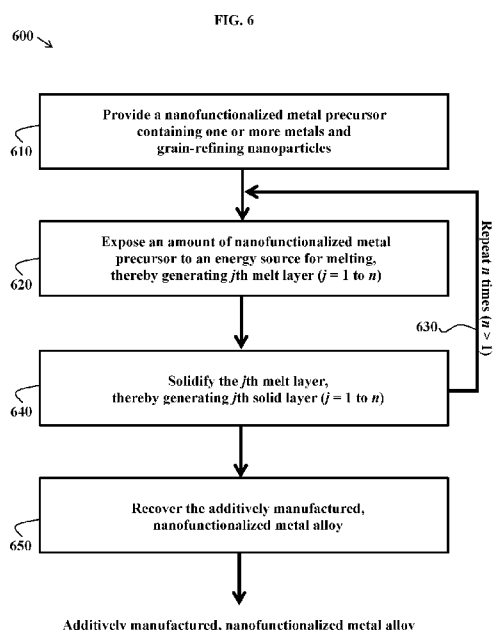 FIG. 6
600
Provide a nanofunctionalized metal precursor
containing one or more metals and
grain-refining nanoparticles
610
Expose an amount of nanofunctionalized metal
precursor to an energy source for melting,
thereby generating jth melt layer (j = 1 to n)
620
Repeat n times (n > 1)
630
Solidify the jth melt layer,
thereby generating jth solid layer (j = 1 to n)
640
Recover the additively manufactured,
nanofunctionalized metal alloy
650
Additively manufactured, nanofunctionalized metal alloy